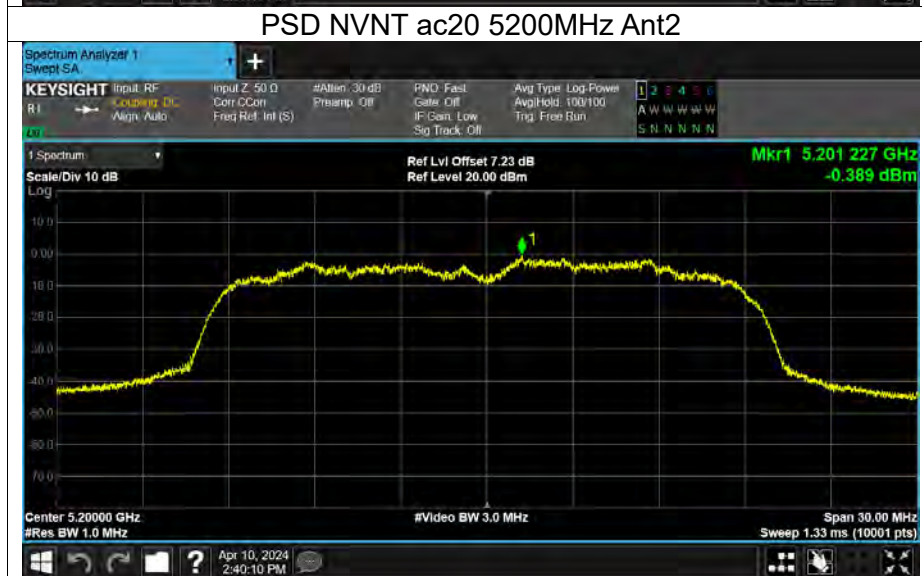 PSD NVNT ac20 5200MHz Ant2
Spectrum Analyzer 1
Swept SA
+
KEYSIGHT Input: RF Input Z: 50 Ω #Atten: 30 dB PNO: Fast Avg Type: Log-Power 1 2 3 4 5 6
Coupling: DC Corr CCorr Preamp: Off Gate: Off Avg|Hold: 100/100 A W W W W W
Align: Auto Freq Ref: Int (S) IF Gain: Low Trig: Free Run
Sig Track: Off S N N N N N
1 Spectrum Ref Lvl Offset 7.23 dB Mkr1 5.201 227 GHz
Scale/Div 10 dB Ref Level 20.00 dBm -0.389 dBm
Log
10.0
0.00
1
-10.0
-20.0
-30.0
-40.0
-50.0
-60.0
-70.0
Center 5.20000 GHz #Video BW 3.0 MHz Span 30.00 MHz
#Res BW 1.0 MHz Sweep 1.33 ms (10001 pts)
? Apr 10, 2024
2:40:10 PM